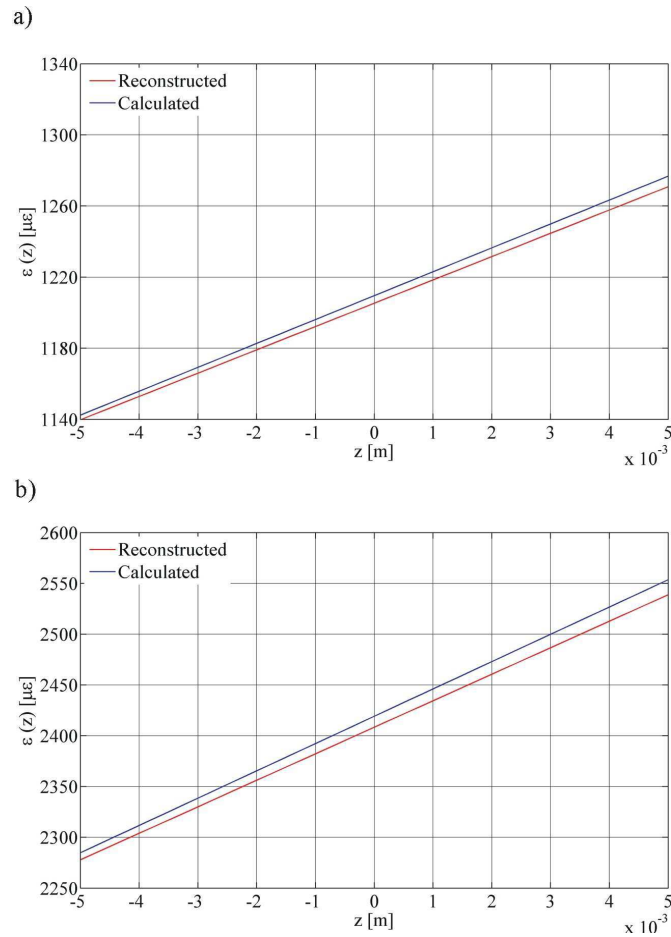 a)
1340
Reconstructed
Calculated
1300
1260
1220
1180
1140
ε (z) [με]
-5 -4 -3 -2 -1 0 1 2 3 4 5
z [m]
x 10⁻³
b)
2600
Reconstructed
Calculated
2550
2500
2450
2400
2350
2300
2250
ε (z) [με]
-5 -4 -3 -2 -1 0 1 2 3 4 5
z [m]
x 10⁻³